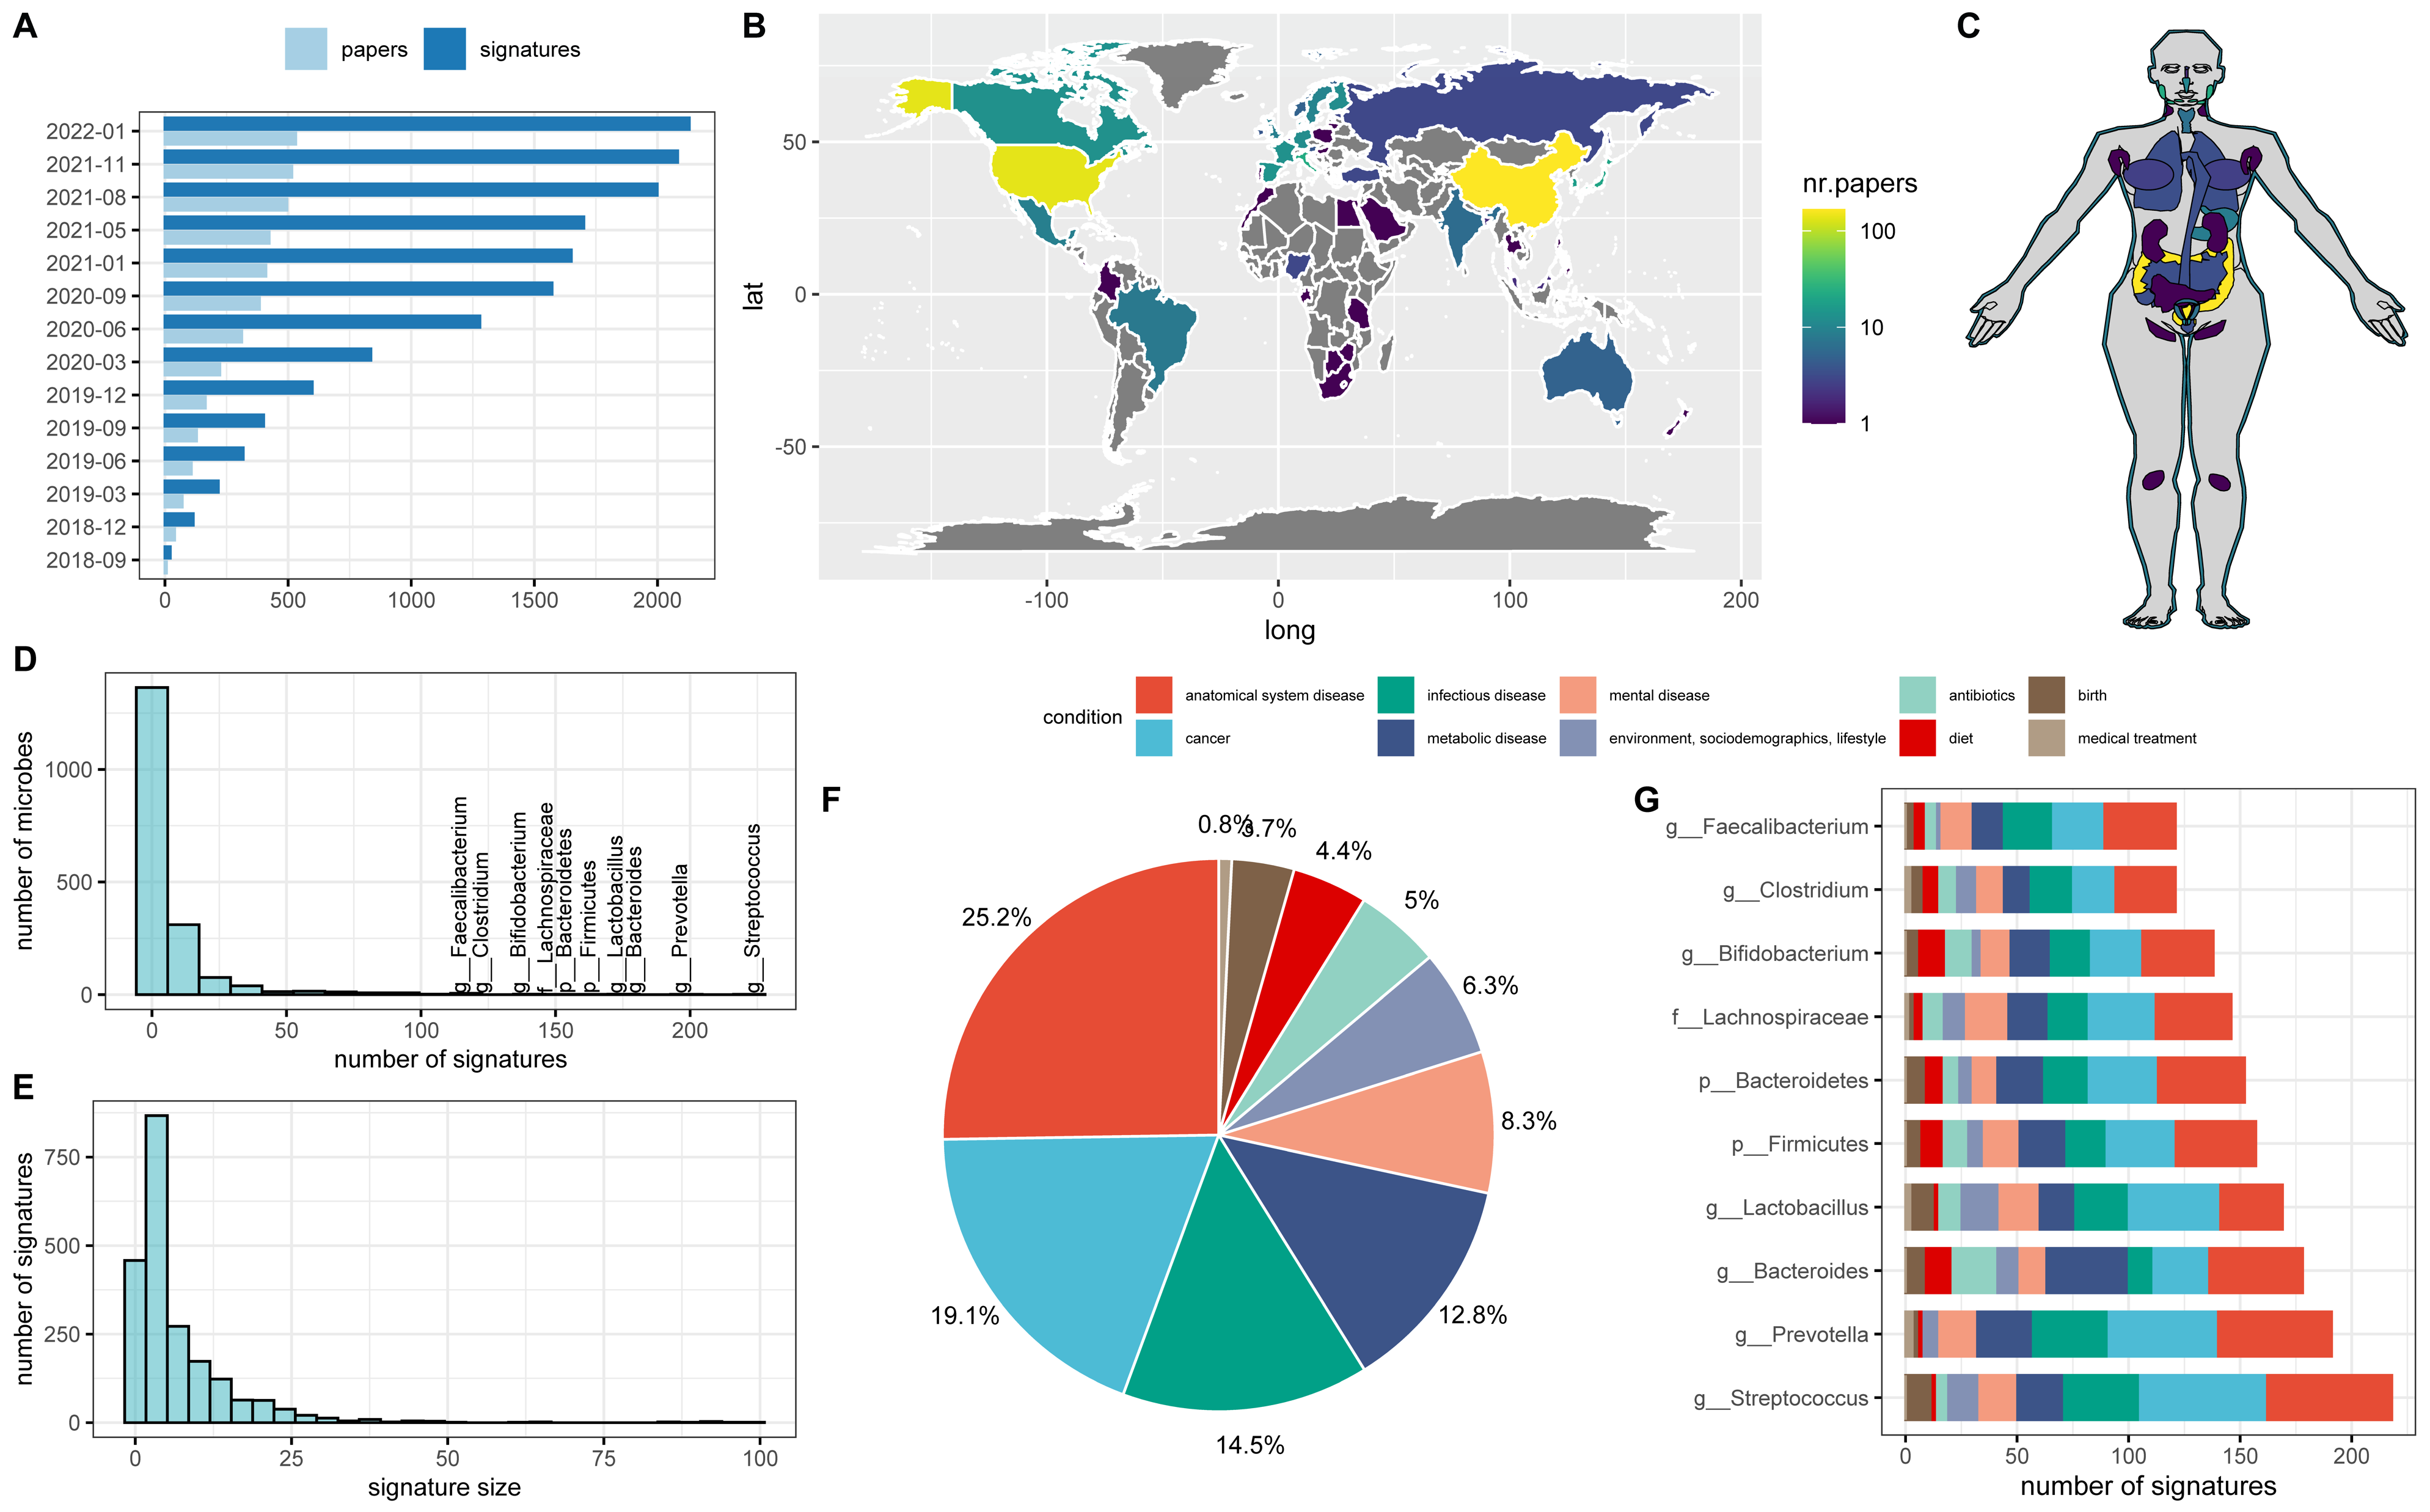 A
papers signatures
2022-01
2021-11
2021-08
2021-05
2021-01
2020-09
2020-06
2020-03
2019-12
2019-09
2019-06
2019-03
2018-12
2018-09
0 500 1000 1500 2000
B
lat
50
0
-50
-100 0 100 200
long
nr.papers
100
10
1
C
D
number of microbes
1000
500
0
g__Faecalibacterium
g__Clostridium
g__Bifidobacterium
f__Lachnospiraceae
p__Bacteroidetes
p__Firmicutes
g__Lactobacillus
g__Bacteroides
g__Prevotella
g__Streptococcus
0 50 100 150 200
number of signatures
E
number of signatures
750
500
250
0
0 25 50 75 100
signature size
condition
anatomical system disease infectious disease mental disease antibiotics birth
cancer metabolic disease environment, sociodemographics, lifestyle diet medical treatment
F
0.8%
3.7%
4.4%
5%
6.3%
8.3%
12.8%
14.5%
19.1%
25.2%
G
g__Faecalibacterium
g__Clostridium
g__Bifidobacterium
f__Lachnospiraceae
p__Bacteroidetes
p__Firmicutes
g__Lactobacillus
g__Bacteroides
g__Prevotella
g__Streptococcus
0 50 100 150 200
number of signatures